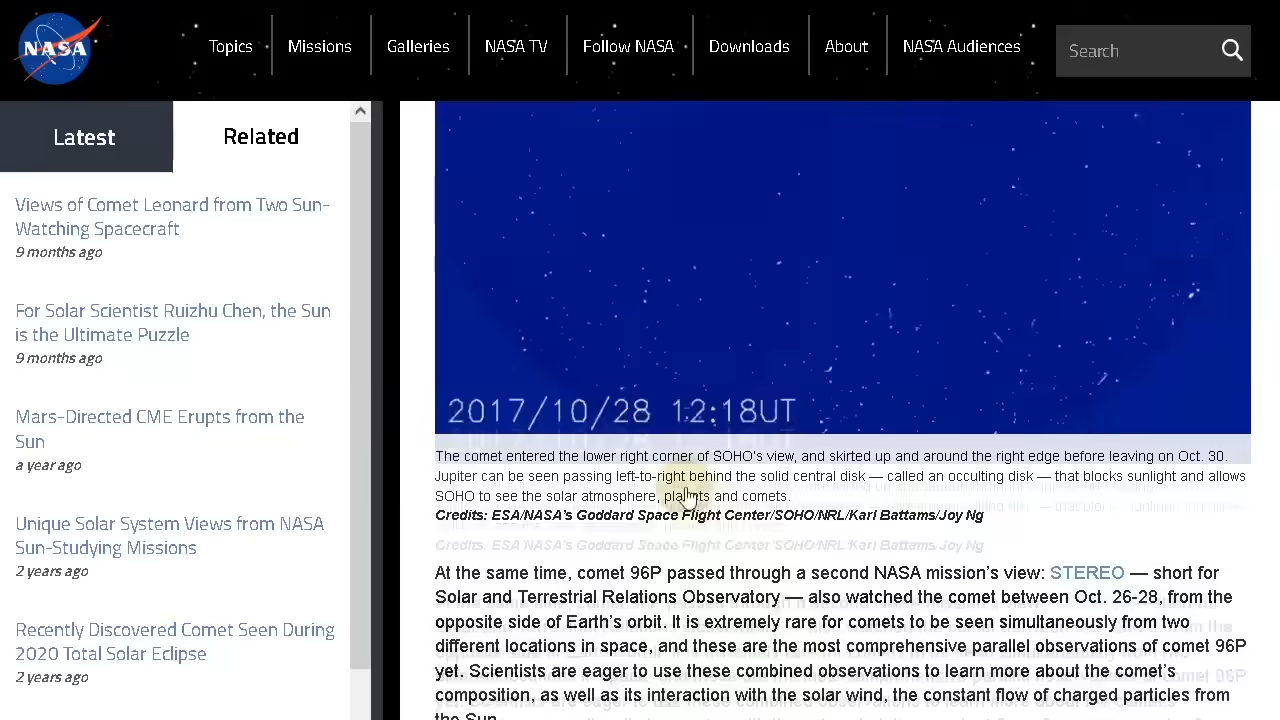 NASA
Topics
Missions
Galleries
NASA TV
Follow NASA
Downloads
About
NASA Audiences
Search
Latest
Related
Views of Comet Leonard from Two Sun-
Watching Spacecraft
9 months ago
For Solar Scientist Ruizhu Chen, the Sun
is the Ultimate Puzzle
9 months ago
Mars-Directed CME Erupts from the
Sun
a year ago
Unique Solar System Views from NASA
Sun-Studying Missions
2 years ago
Recently Discovered Comet Seen During
2020 Total Solar Eclipse
2 years ago
2017/10/28 12:18UT
The comet entered the lower right corner of SOHO's view, and skirted up and around the right edge before leaving on Oct. 30.
Jupiter can be seen passing left-to-right behind the solid central disk — called an occulting disk — that blocks sunlight and allows
SOHO to see the solar atmosphere, planets and comets.
Credits: ESA/NASA's Goddard Space Flight Center/SOHO/NRL/Karl Battams/Joy Ng
At the same time, comet 96P passed through a second NASA mission's view: STEREO — short for
Solar and Terrestrial Relations Observatory — also watched the comet between Oct. 26-28, from the
opposite side of Earth's orbit. It is extremely rare for comets to be seen simultaneously from two
different locations in space, and these are the most comprehensive parallel observations of comet 96P
yet. Scientists are eager to use these combined observations to learn more about the comet's
composition, as well as its interaction with the solar wind, the constant flow of charged particles from
the Sun.